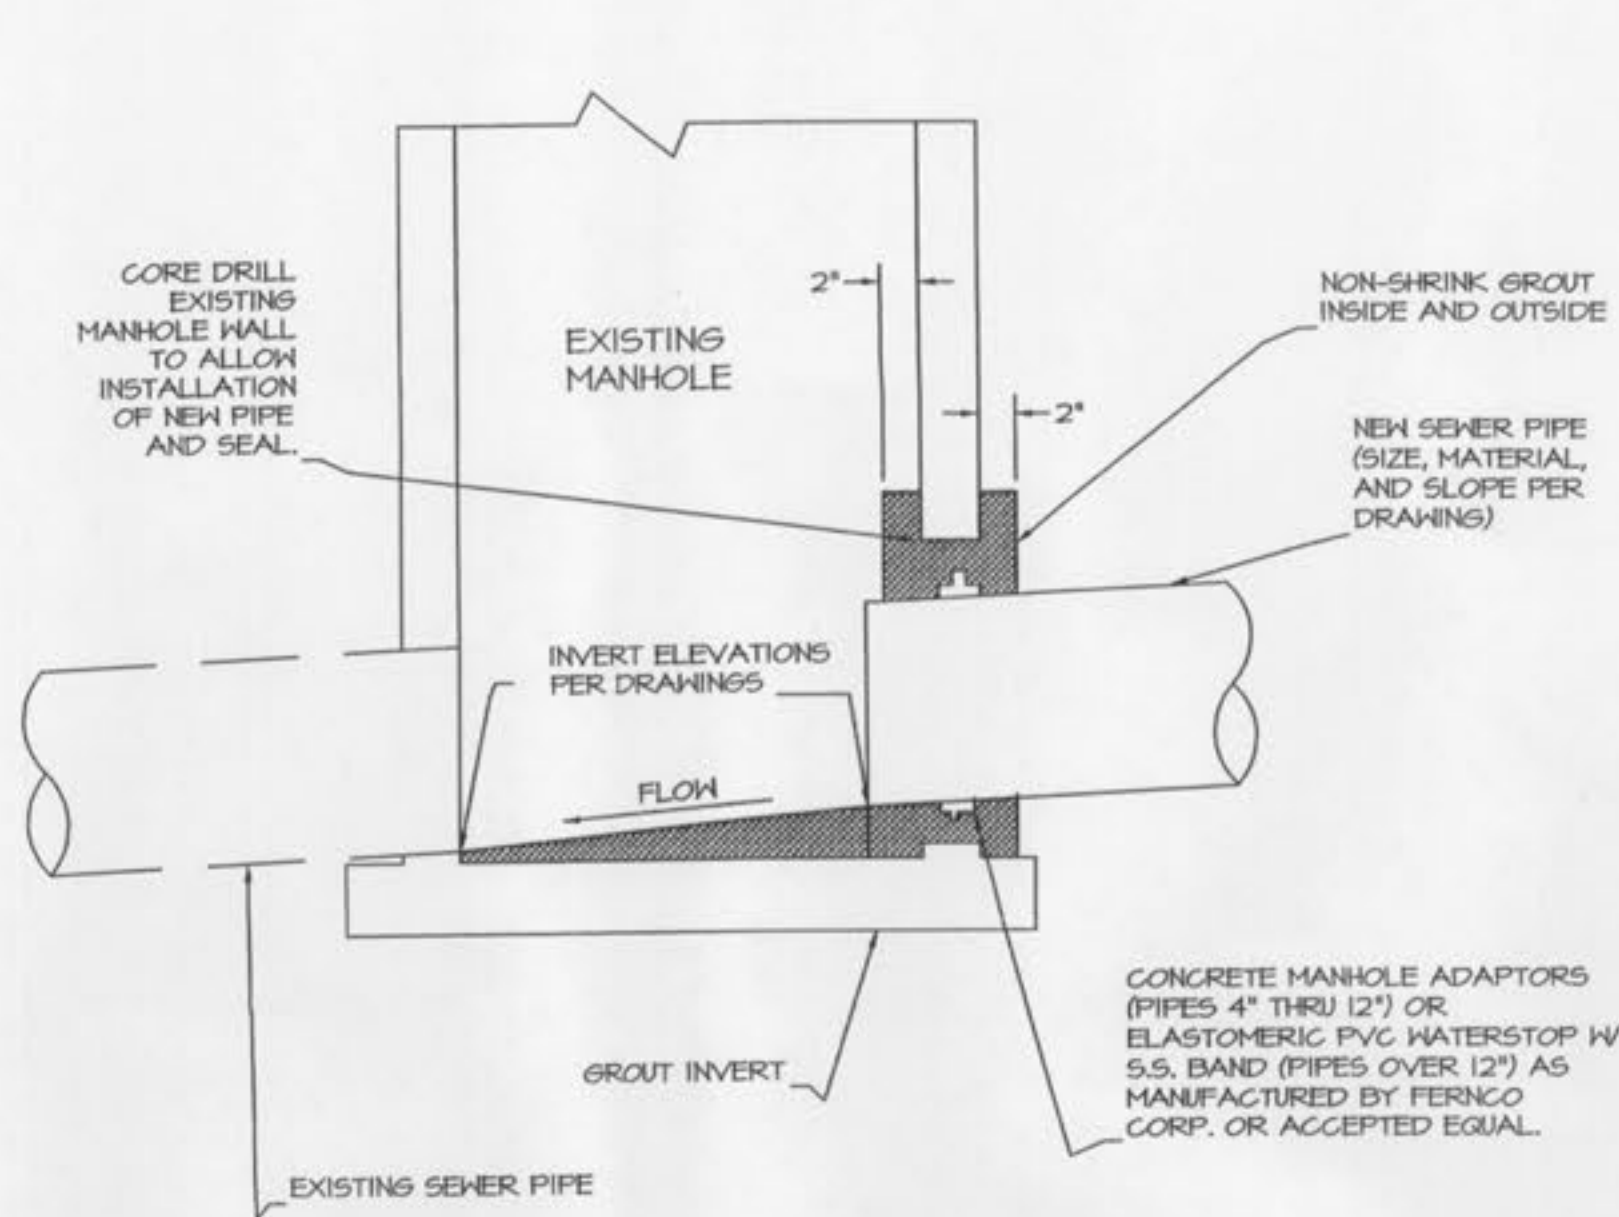 CORE DRILL
EXISTING
MANHOLE WALL
TO ALLOW
INSTALLATION
OF NEW PIPE
AND SEAL.
EXISTING
MANHOLE
2"
2"
NON-SHRINK GROUT
INSIDE AND OUTSIDE
NEW SEWER PIPE
(SIZE, MATERIAL,
AND SLOPE PER
DRAWING)
INVERT ELEVATIONS
PER DRAWINGS
FLOW
GROUT INVERT
CONCRETE MANHOLE ADAPTORS
(PIPES 4" THRU 12") OR
ELASTOMERIC PVC WATERSTOP W/
S.S. BAND (PIPES OVER 12") AS
MANUFACTURED BY FERNCO
CORP. OR ACCEPTED EQUAL.
EXISTING SEWER PIPE